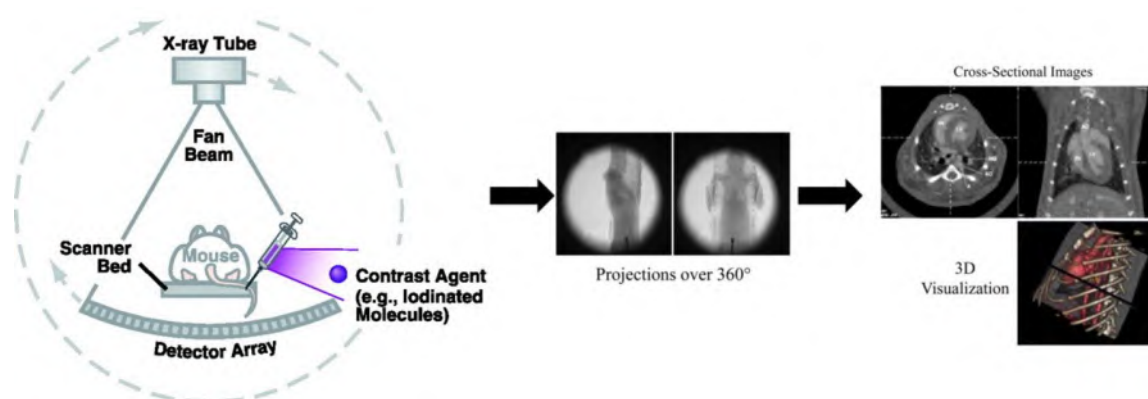 X-ray Tube
Fan
Beam
Scanner
Bed
Mouse
Contrast Agent
(e.g., Iodinated
Molecules)
Detector Array
Projections over 360°
Cross-Sectional Images
3D
Visualization